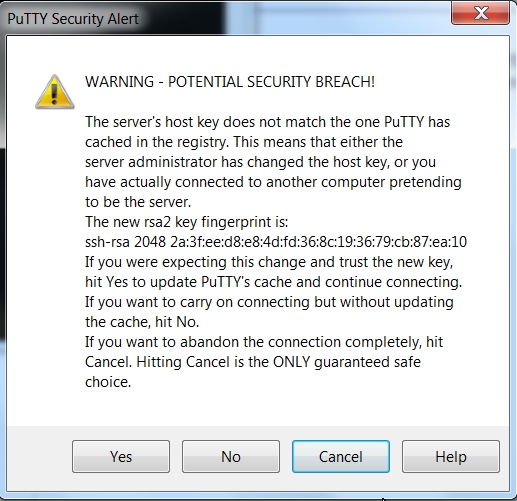 PuTTY Security Alert
WARNING - POTENTIAL SECURITY BREACH!
The server's host key does not match the one PuTTY has
cached in the registry. This means that either the
server administrator has changed the host key, or you
have actually connected to another computer pretending
to be the server.
The new rsa2 key fingerprint is:
ssh-rsa 2048 2a:3f:ee:d8:e8:4d:fd:36:8c:19:36:79:cb:87:ea:10
If you were expecting this change and trust the new key,
hit Yes to update PuTTY's cache and continue connecting.
If you want to carry on connecting but without updating
the cache, hit No.
If you want to abandon the connection completely, hit
Cancel. Hitting Cancel is the ONLY guaranteed safe
choice.
Yes No Cancel Help